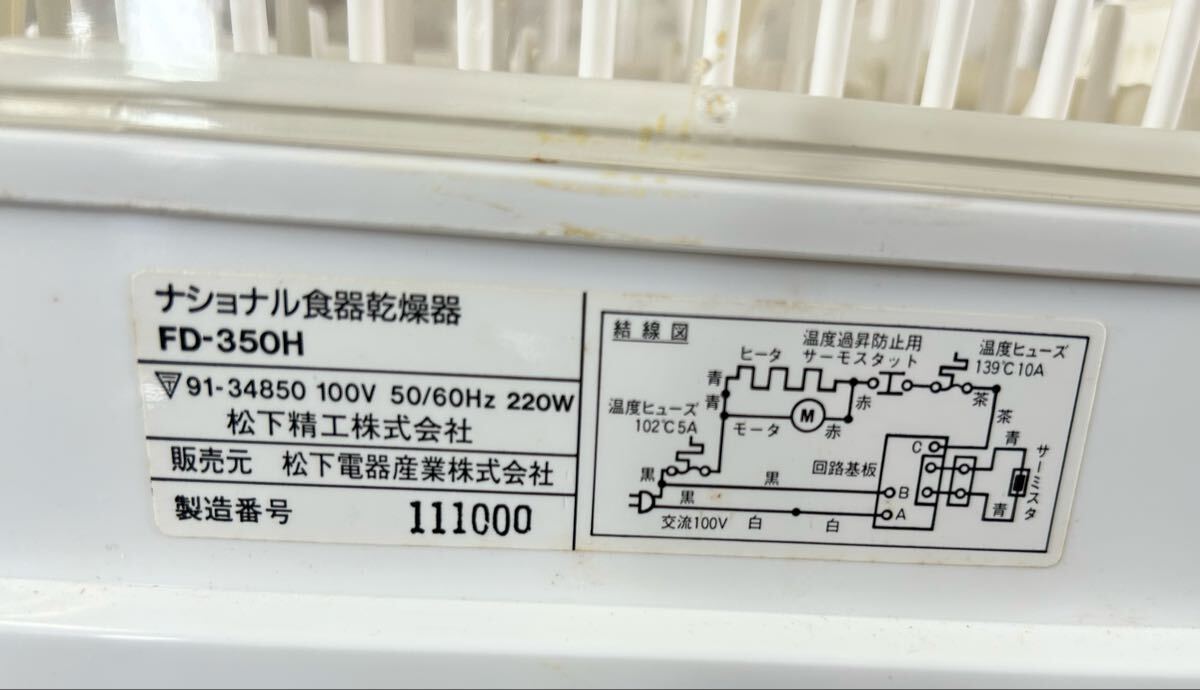 ナショナル食器乾燥器
FD-350H
91-34850 100V 50/60Hz 220W
松下精工株式会社
販売元 松下電器産業株式会社
製造番号 111000
結線図
温度過昇防止用
サーモスタット
ヒータ
温度ヒューズ
139℃10A
青
青
赤
茶
茶
温度ヒューズ
102℃5A
モータ
M
赤
青
サーミスタ
C
回路基板
黒
黒
黒
B
A
青
交流100V
白
白